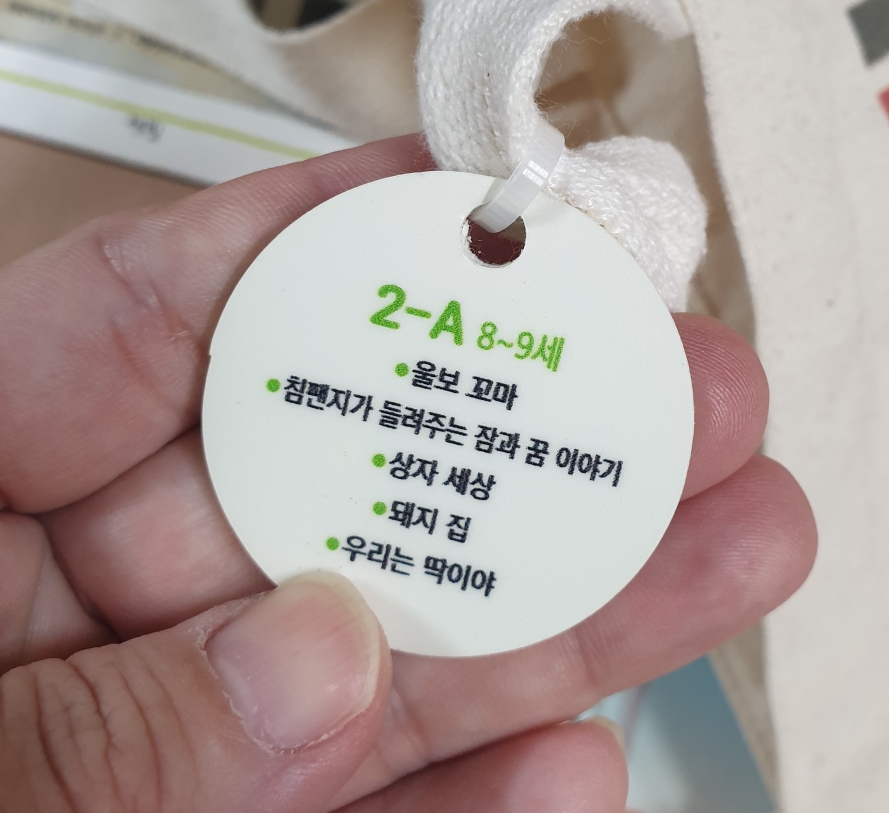 2-A 8~9세
●울보 꼬마
●침팬지가 들려주는 잠과 꿈 이야기
●상자 세상
●돼지 집
●우리는 딱이야